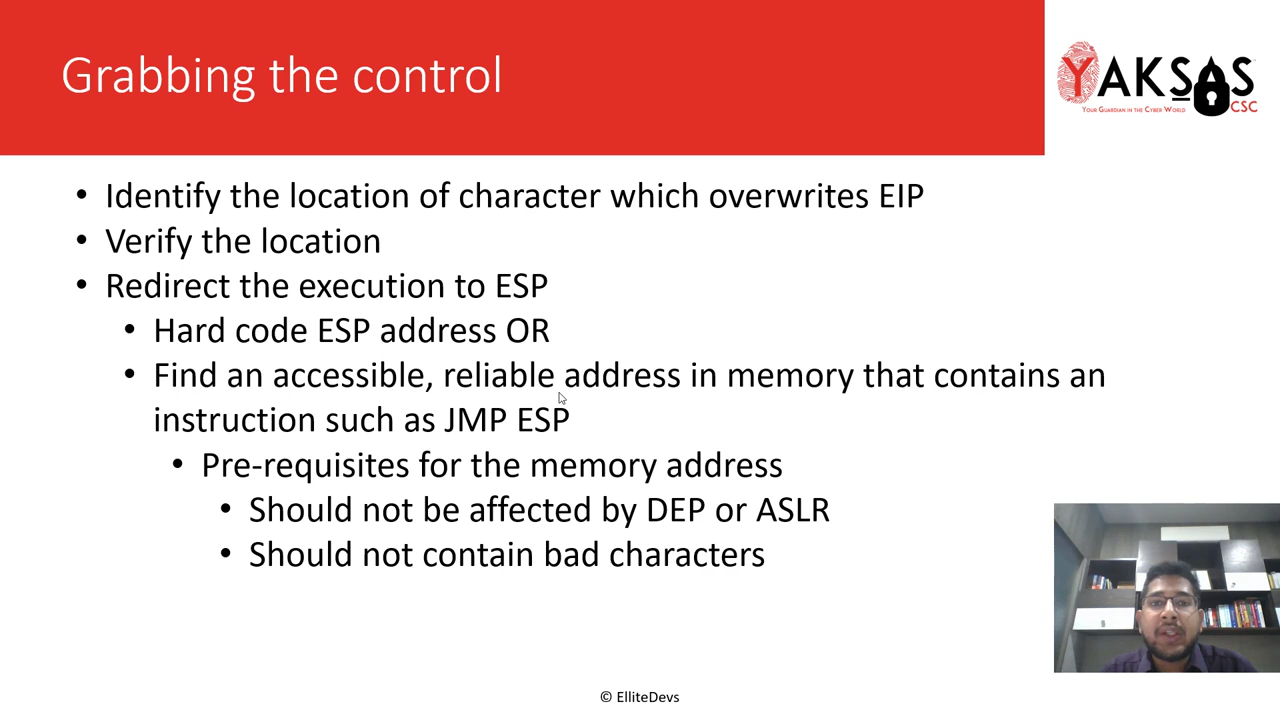 Grabbing the control
YAKSAS
CSC
YOUR GUARDIAN IN THE CYBER WORLD
• Identify the location of character which overwrites EIP
• Verify the location
• Redirect the execution to ESP
• Hard code ESP address OR
• Find an accessible, reliable address in memory that contains an
instruction such as JMP ESP
• Pre-requisites for the memory address
• Should not be affected by DEP or ASLR
• Should not contain bad characters
© ElliteDevs